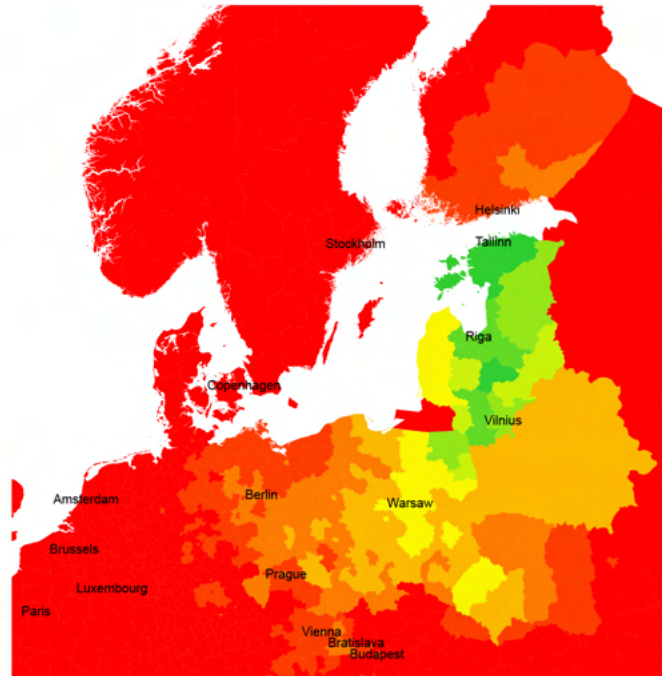 Helsinki
Stockholm
Tallinn
Riga
Copenhagen
Vilnius
Berlin
Amsterdam
Warsaw
Brussels
Prague
Luxembourg
Paris
Vienna
Bratislava
Budapest